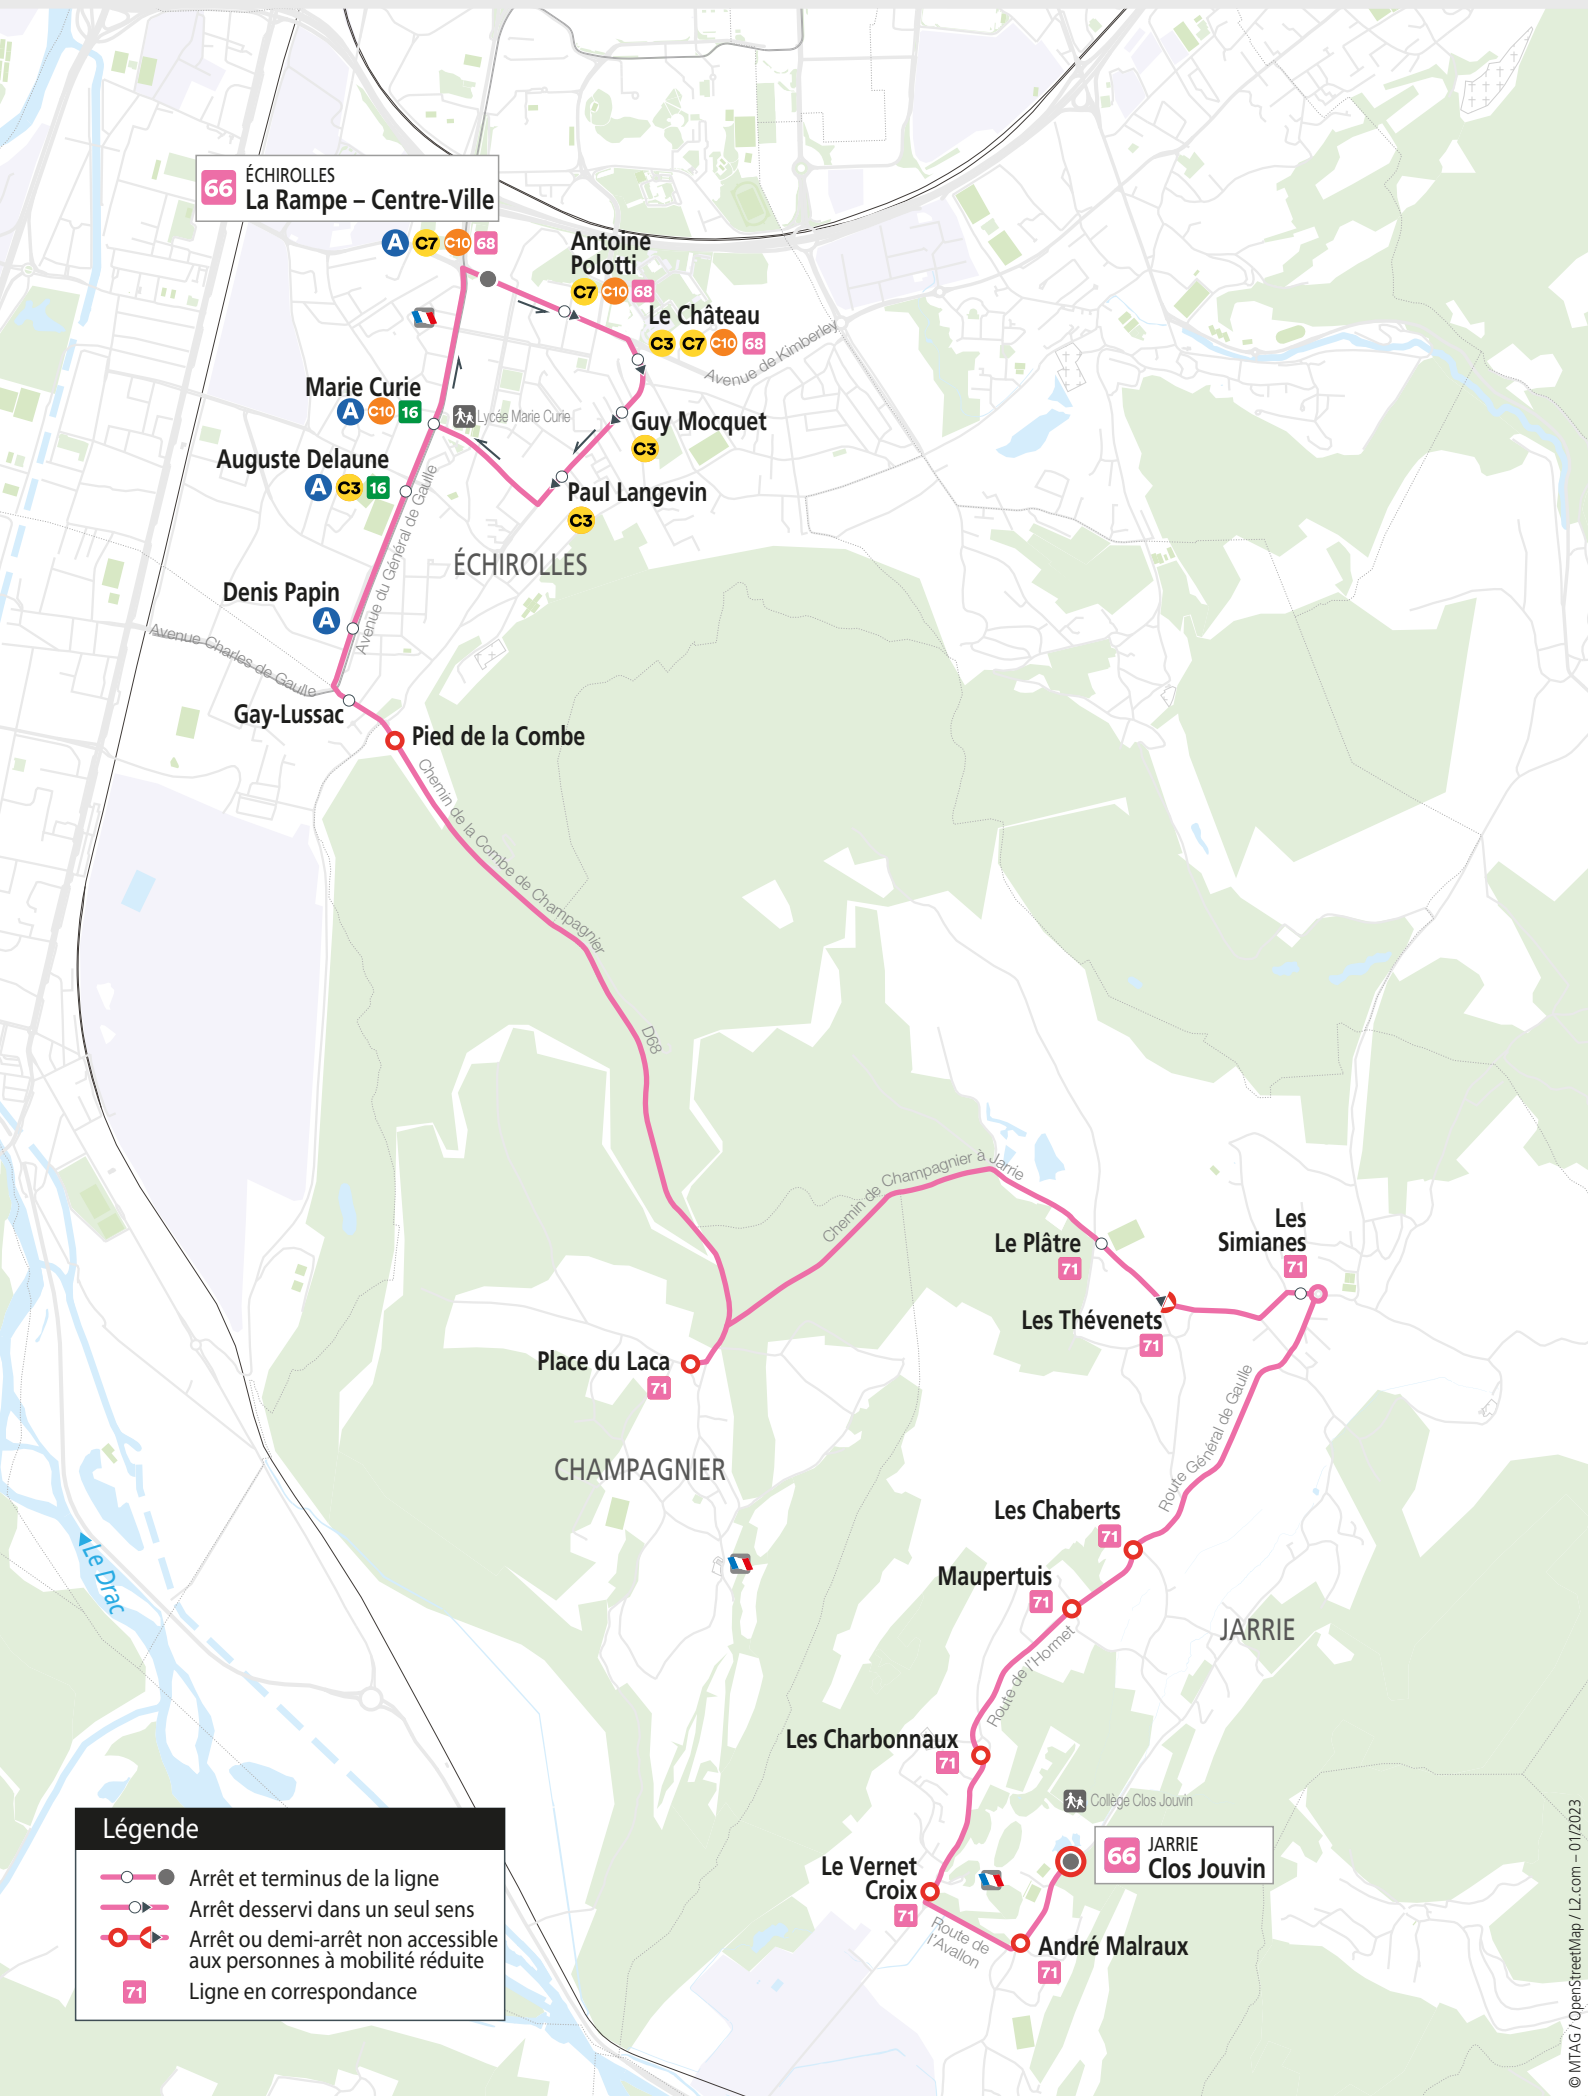 66
ÉCHIROLLES
La Rampe – Centre-Ville
A C7 C10 68
Antoine
Polotti
C7 C10 68
Le Château
C3 C7 C10 68
Avenue de Kimberley
Marie Curie
A C10 16
Lycée Marie Curie
Guy Mocquet
C3
Auguste Delaune
A C3 16
Paul Langevin
C3
Avenue du Général de Gaulle
ÉCHIROLLES
Denis Papin
A
Avenue Charles de Gaulle
Gay-Lussac
Pied de la Combe
Chemin de la Combe de Champagnier
D68
Chemin de Champagnier à Jarrie
Le Plâtre
71
Les
Simianes
71
Les Thévenets
71
Place du Laca
71
Route Général de Gaulle
CHAMPAGNIER
Les Chaberts
71
Le Drac
Maupertuis
71
JARRIE
Route de l'Hormet
Les Charbonnaux
71
Collège Clos Jouvin
66
JARRIE
Clos Jouvin
Le Vernet
Croix
71
Route de
l'Avallon
André Malraux
71
Légende
Arrêt et terminus de la ligne
Arrêt desservi dans un seul sens
Arrêt ou demi-arrêt non accessible
aux personnes à mobilité réduite
71 Ligne en correspondance
© MTAG / OpenStreetMap / L2.com – 01/2023